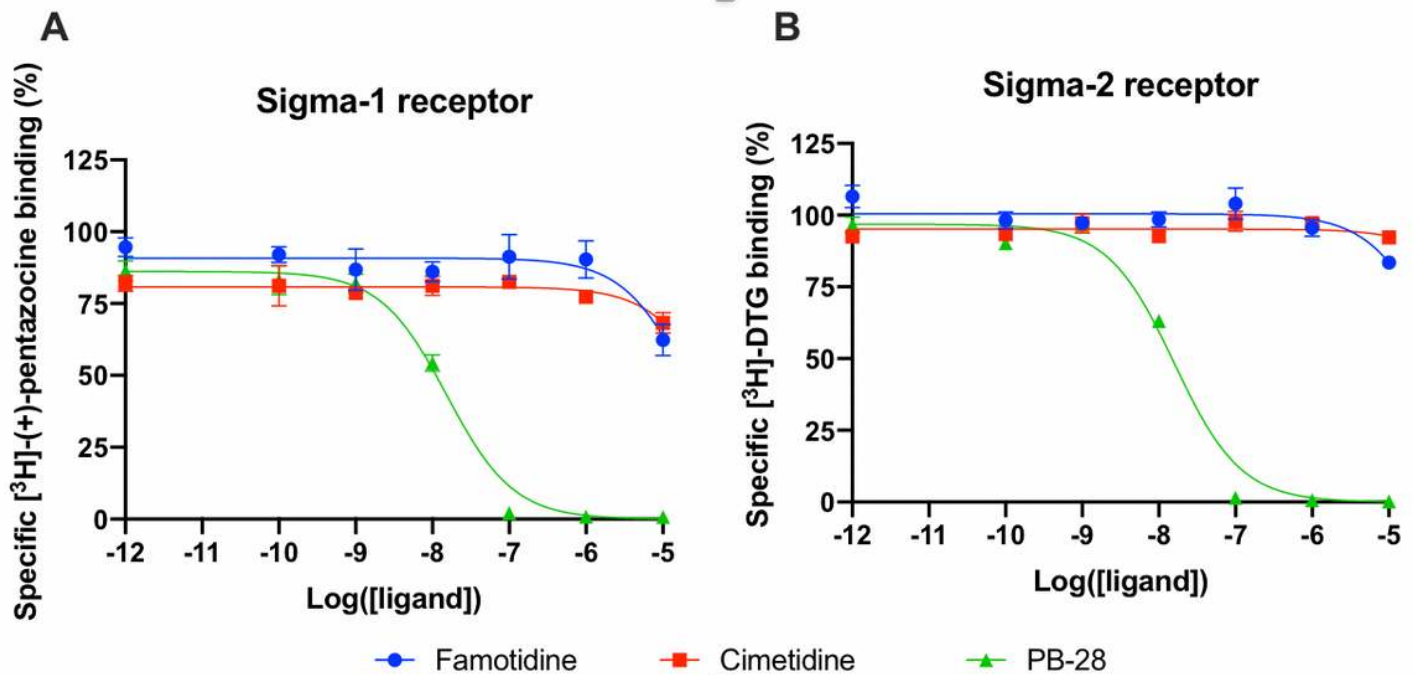 A
Sigma-1 receptor
Specific [³H]-(+)-pentazocine binding (%)
125
100
75
50
25
0
-12 -11 -10 -9 -8 -7 -6 -5
Log([ligand])
B
Sigma-2 receptor
Specific [³H]-DTG binding (%)
125
100
75
50
25
0
-12 -11 -10 -9 -8 -7 -6 -5
Log([ligand])
Famotidine Cimetidine PB-28